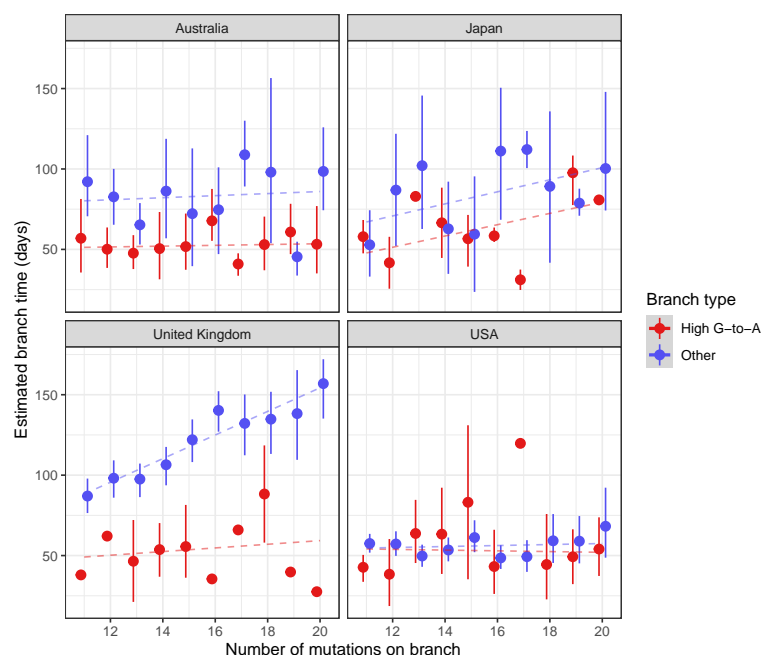 Australia
Japan
150
100
50
United Kingdom
USA
150
100
50
12
14
16
18
20
12
14
16
18
20
Number of mutations on branch
Estimated branch time (days)
Branch type
High G−to−A
Other